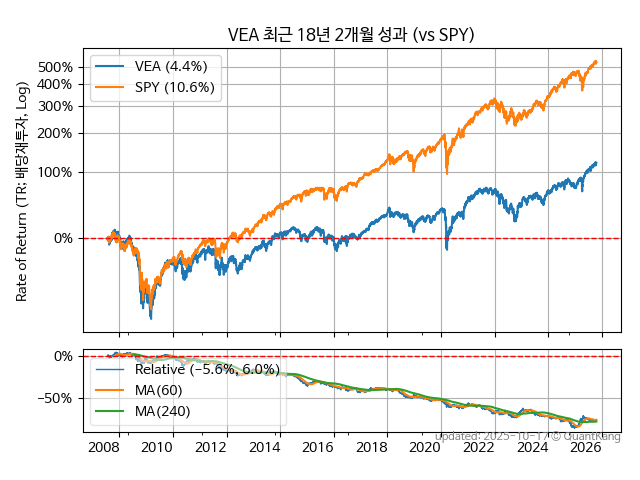 VEA 최근 18년 2개월 성과 (vs SPY)
Rate of Return (TR: 배당재투자, Log)
VEA (4.4%)
SPY (10.6%)
500%
400%
300%
200%
100%
0%
0%
−50%
Relative (−5.6%, 6.0%)
MA(60)
MA(240)
2008 2010 2012 2014 2016 2018 2020 2022 2024 2026
Updated: 2025-10-17 © QuantKang